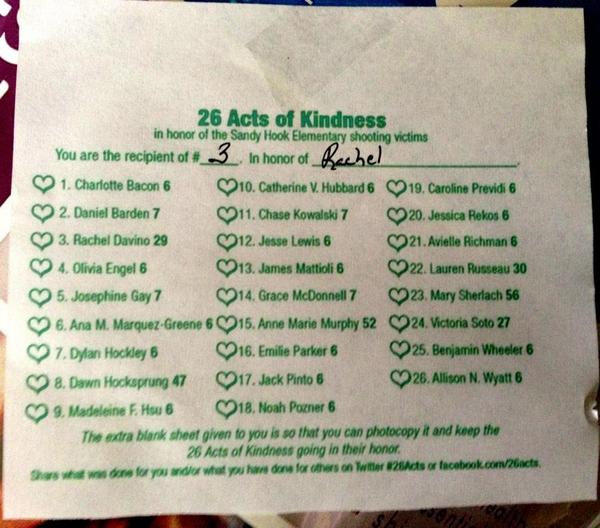 26 Acts of Kindness
in honor of the Sandy Hook Elementary shooting victims
You are the recipient of # 3. In honor of Rachel.
1. Charlotte Bacon 6
2. Daniel Barden 7
3. Rachel Davino 29
4. Olivia Engel 6
5. Josephine Gay 7
6. Ana M. Marquez-Greene 6
7. Dylan Hockley 6
8. Dawn Hocksprung 47
9. Madeleine F. Hsu 6
10. Catherine V. Hubbard 6
11. Chase Kowalski 7
12. Jesse Lewis 6
13. James Mattioli 6
14. Grace McDonnell 7
15. Anne Marie Murphy 52
16. Emilie Parker 6
17. Jack Pinto 6
18. Noah Pozner 6
19. Caroline Previdi 6
20. Jessica Rekos 6
21. Avielle Richman 6
22. Lauren Russeau 30
23. Mary Sherlach 56
24. Victoria Soto 27
25. Benjamin Wheeler 6
26. Allison N. Wyatt 6
The extra blank sheet given to you is so that you can photocopy it and keep the
26 Acts of Kindness going in their honor.
Share what was done for you and/or what you have done for others on Twitter #26Acts or facebook.com/26acts.